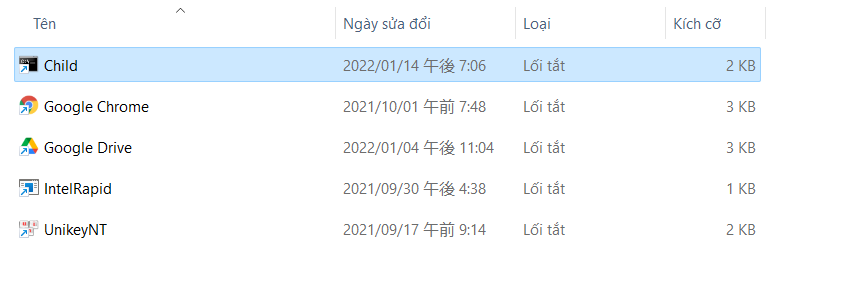 Tên Ngày sửa đổi Loại Kích cỡ
Child 2022/01/14 午後 7:06 Lối tắt 2 KB
Google Chrome 2021/10/01 午前 7:48 Lối tắt 3 KB
Google Drive 2022/01/04 午後 11:04 Lối tắt 3 KB
IntelRapid 2021/09/30 午後 4:38 Lối tắt 1 KB
UnikeyNT 2021/09/17 午前 9:14 Lối tắt 2 KB